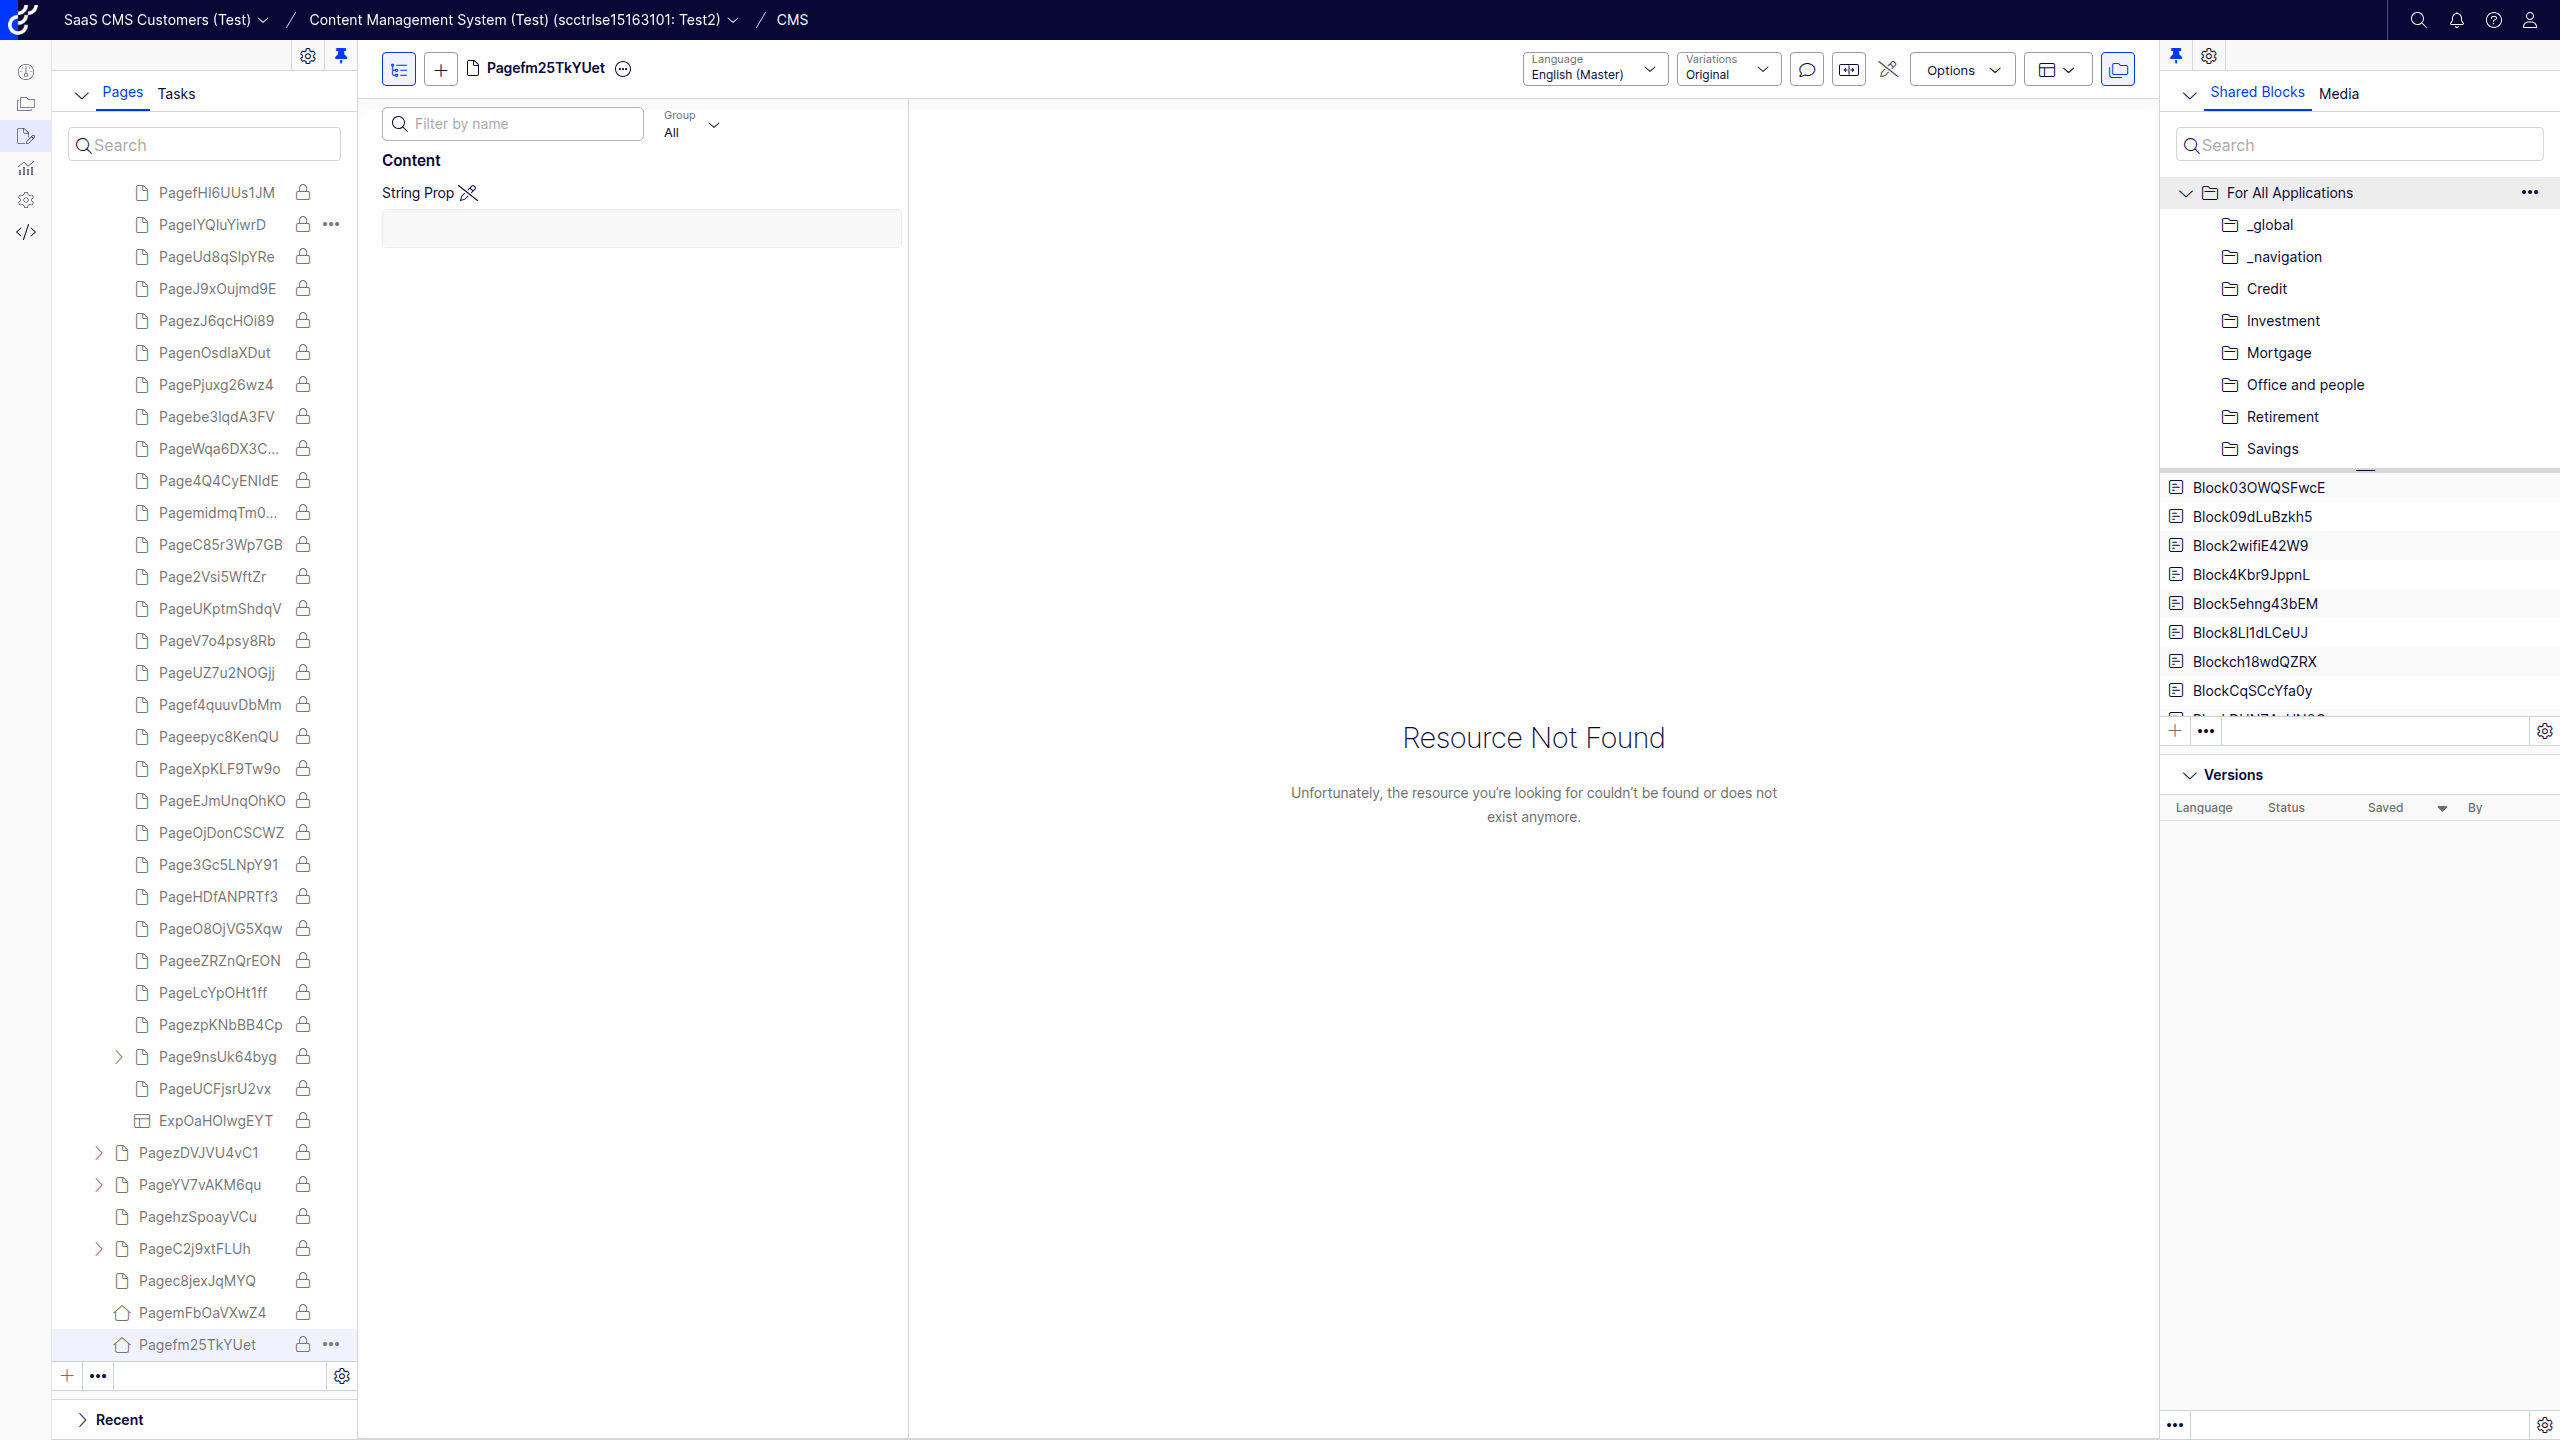 SaaS CMS Customers (Test) / Content Management System (Test) (scctrlse15163101: Test2) / CMS
Pages Tasks
Search
PagefHI6UUs1JM
PageIYQluYiwrD
PageUd8qSlpYRe
PageJ9xOujmd9E
PagezJ6qcHOi89
PagenOsdlaXDut
PagePjuxg26wz4
Pagebe3lqdA3FV
PageWqa6DX3C...
Page4Q4CyENIdE
PagemidmqTm0...
PageC85r3Wp7GB
Page2Vsi5WftZr
PageUKptmShdqV
PageV7o4psy8Rb
PageUZ7u2NOGjj
Pagef4quuvDbMm
Pageepyc8KenQU
PageXpKLF9Tw9o
PageEJmUnqOhKO
PageOjDonCSCWZ
Page3Gc5LNpY91
PageHDfANPRTf3
PageO8OjVG5Xqw
PageeZRZnQrEON
PageLcYpOHt1ff
PagezpKNbBB4Cp
Page9nsUk64byg
PageUCFjsrU2vx
ExpOaHOlwgEYT
PagezDVJVU4vC1
PageYV7vAKM6qu
PagehzSpoayVCu
PageC2j9xtFLUh
Pagec8jexJqMYQ
PagemFbOaVXwZ4
Pagefm25TkYUet
Recent
Pagefm25TkYUet
Language
English (Master)
Variations
Original
Options
Filter by name
Group
All
Content
String Prop
Resource Not Found
Unfortunately, the resource you’re looking for couldn’t be found or does not
exist anymore.
Shared Blocks Media
Search
For All Applications
_global
_navigation
Credit
Investment
Mortgage
Office and people
Retirement
Savings
Block03OWQSFwcE
Block09dLuBzkh5
Block2wifiE42W9
Block4Kbr9JppnL
Block5ehng43bEM
Block8LI1dLCeUJ
Blockch18wdQZRX
BlockCqSCcYfa0y
Versions
Language Status Saved By